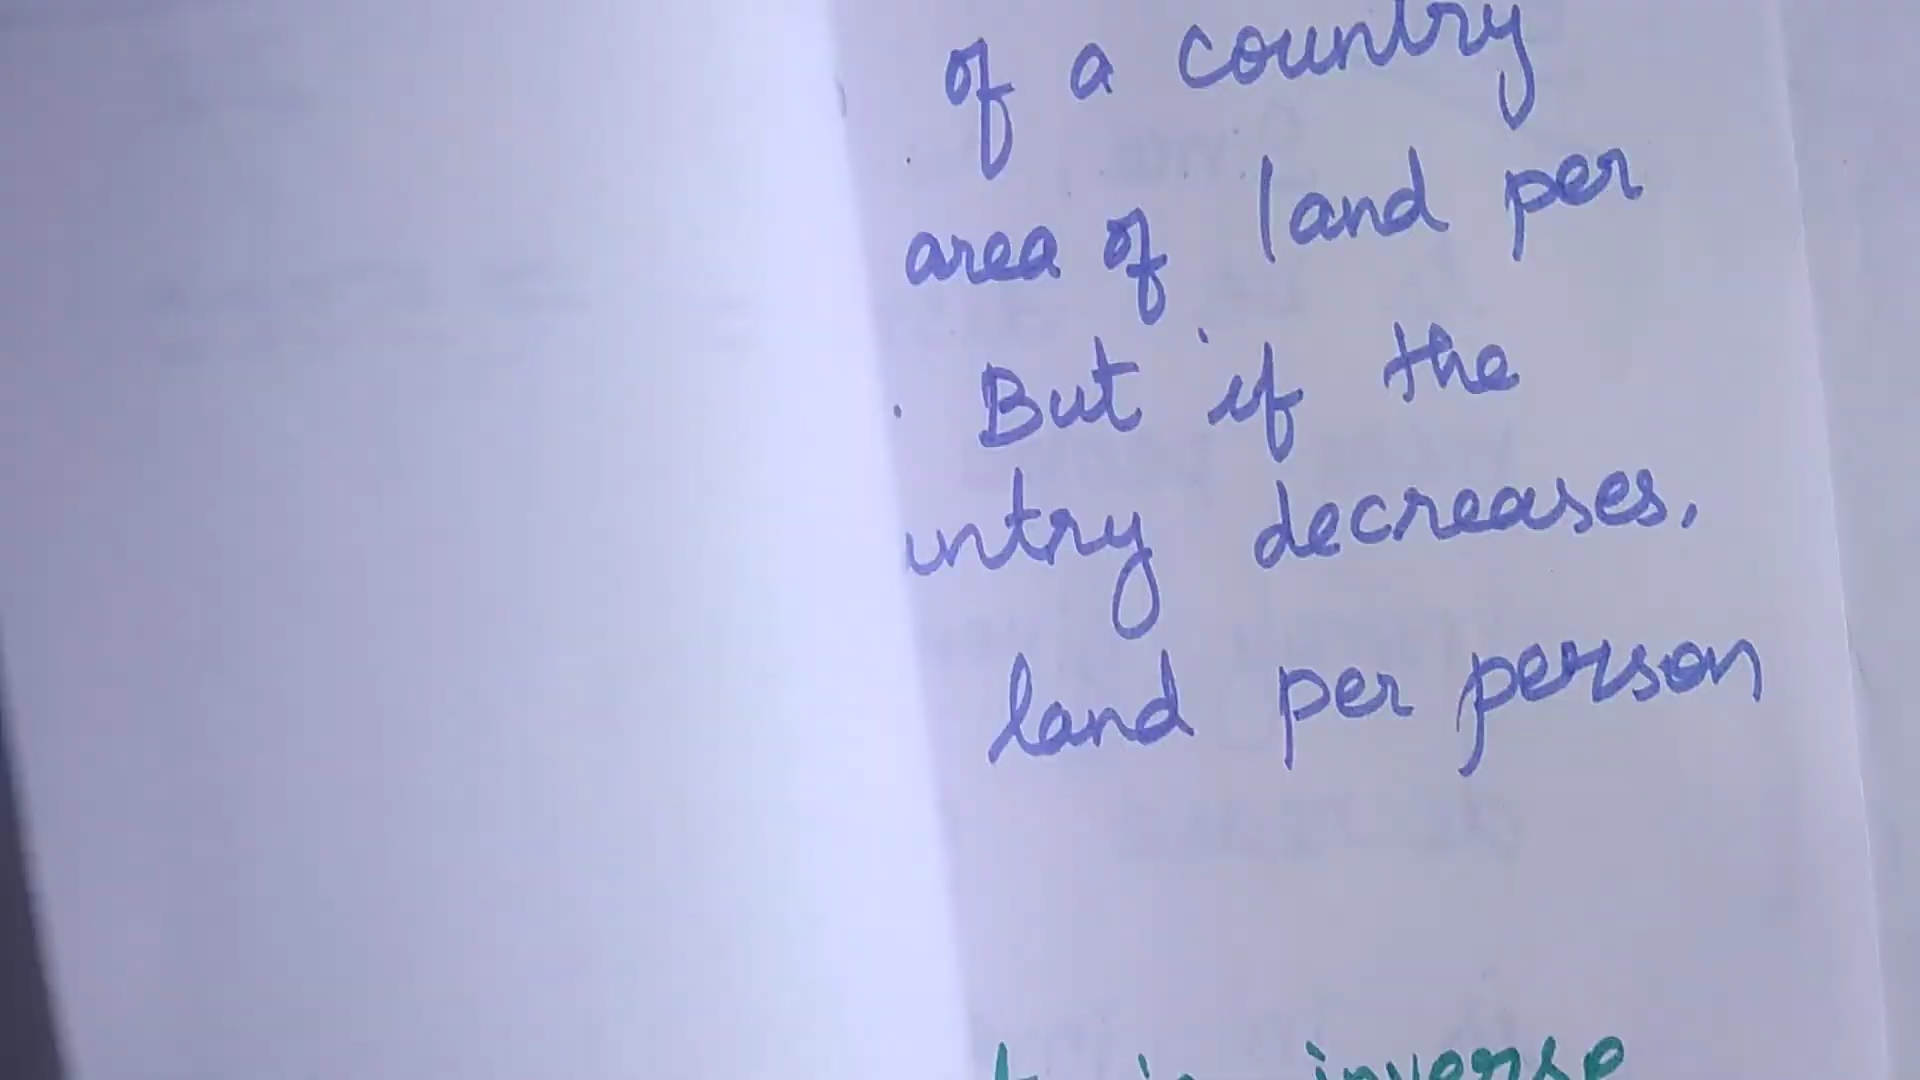 of a country
area of land per
. But if the
untry decreases,
land per person
inverse